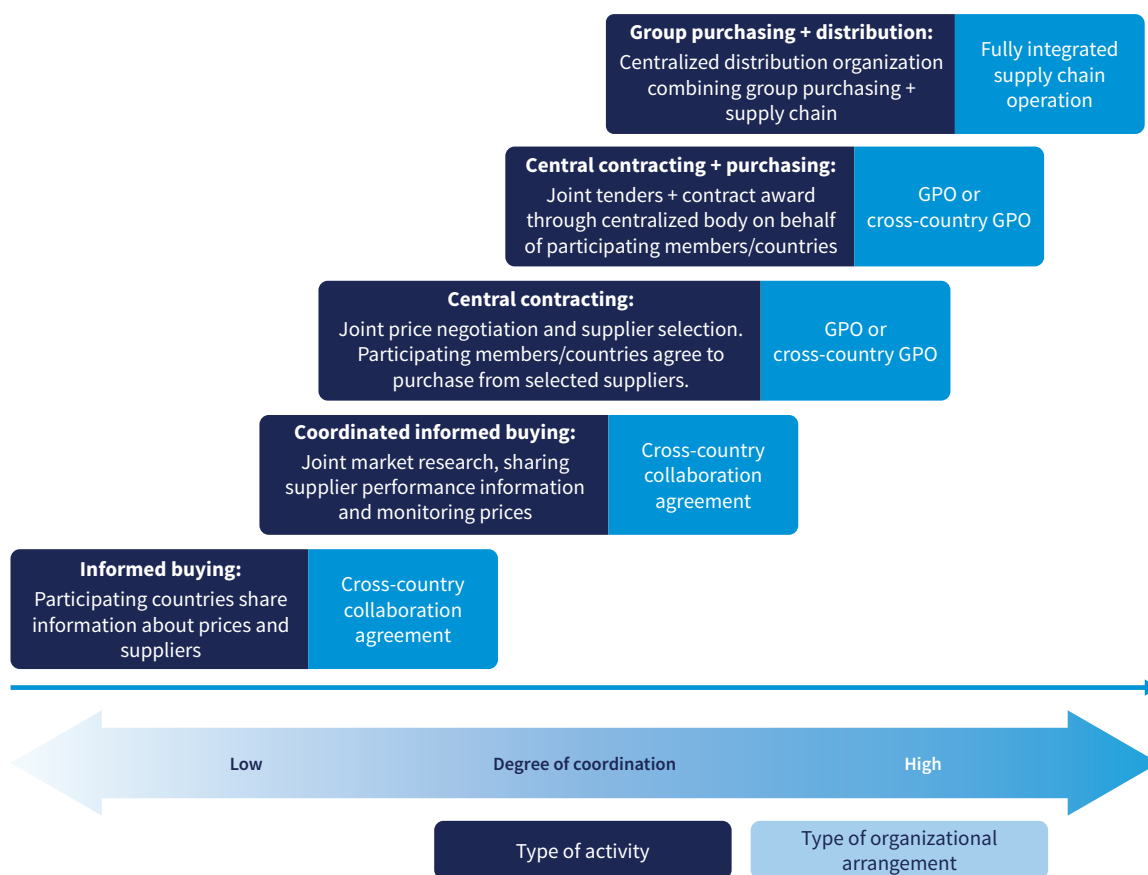 Group purchasing + distribution:
Centralized distribution organization
combining group purchasing +
supply chain
Fully integrated
supply chain
operation
Central contracting + purchasing:
Joint tenders + contract award
through centralized body on behalf
of participating members/countries
GPO or
cross-country GPO
Central contracting:
Joint price negotiation and supplier selection.
Participating members/countries agree to
purchase from selected suppliers.
GPO or
cross-country GPO
Coordinated informed buying:
Joint market research, sharing
supplier performance information
and monitoring prices
Cross-country
collaboration
agreement
Informed buying:
Participating countries share
information about prices and
suppliers
Cross-country
collaboration
agreement
Low
Degree of coordination
High
Type of activity
Type of organizational
arrangement